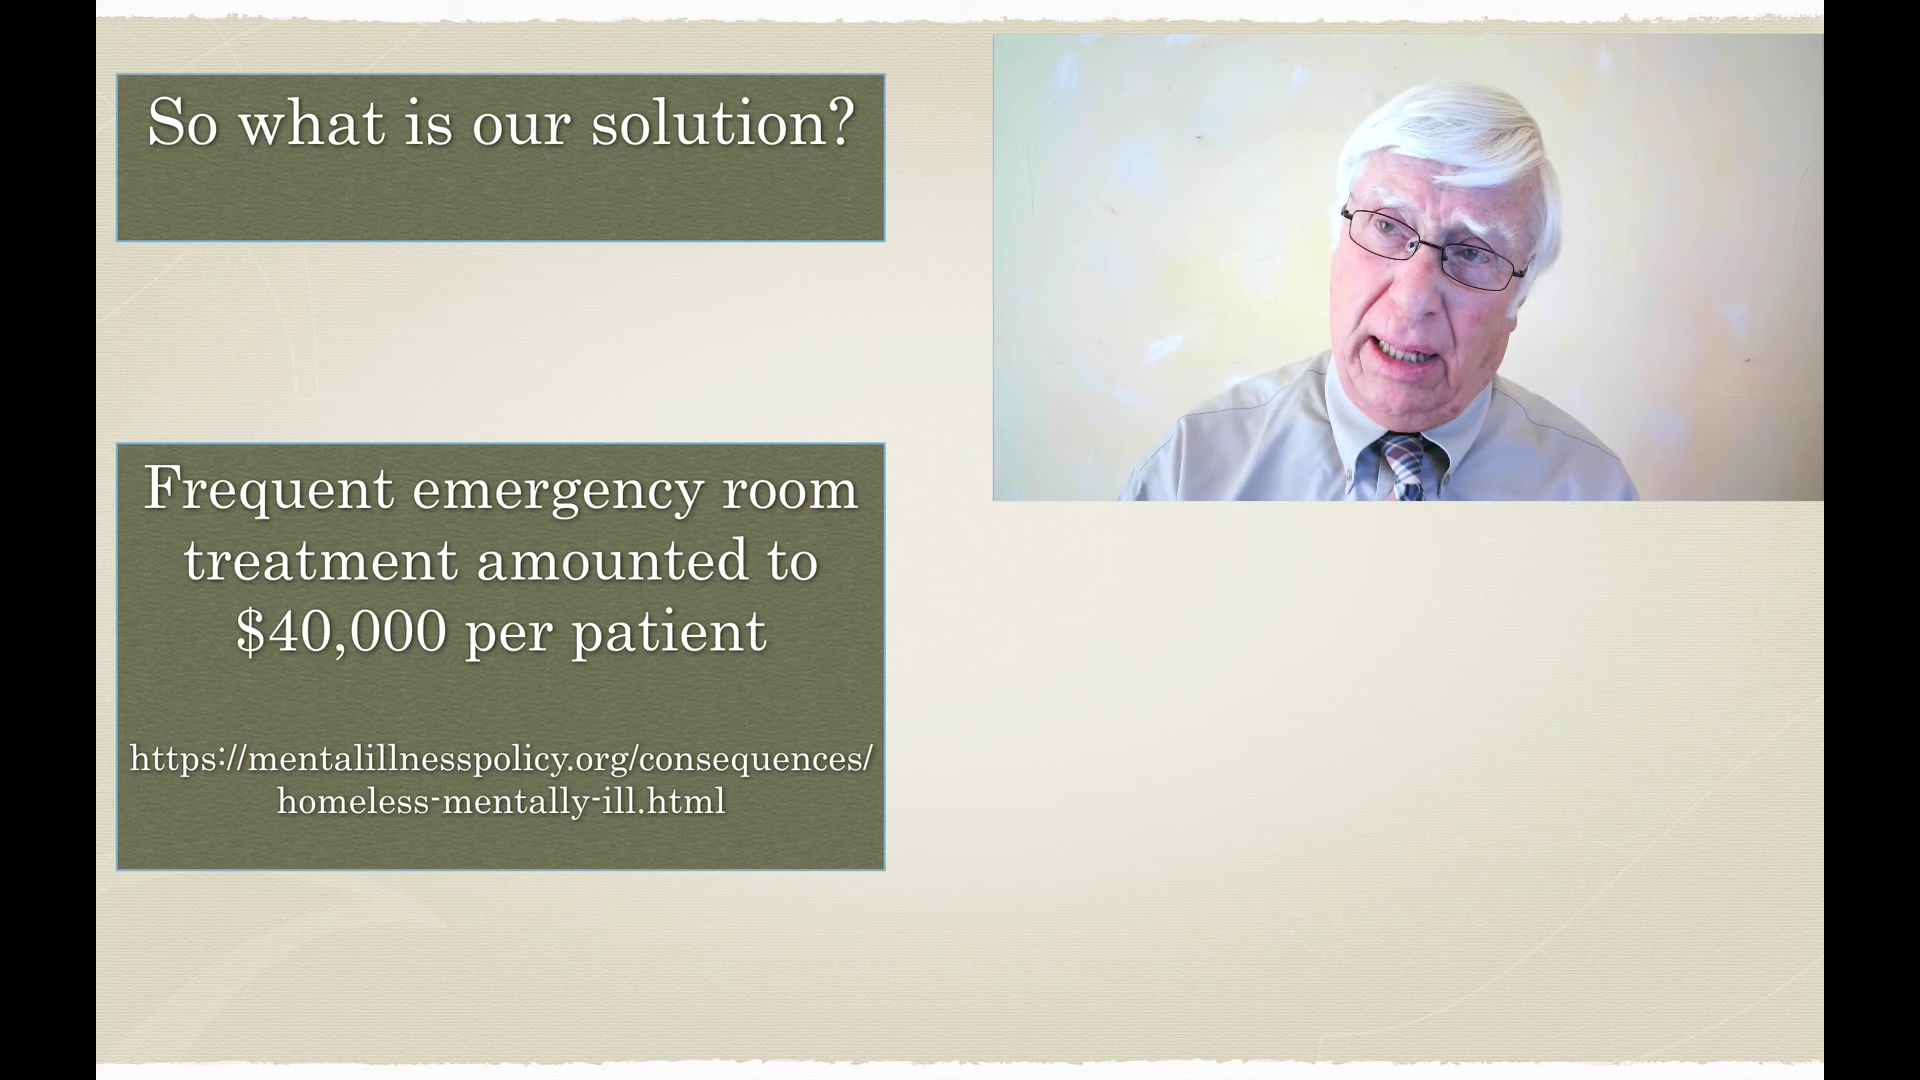 So what is our solution?
Frequent emergency room
treatment amounted to
$40,000 per patient
https://mentalillnesspolicy.org/consequences/
homeless-mentally-ill.html